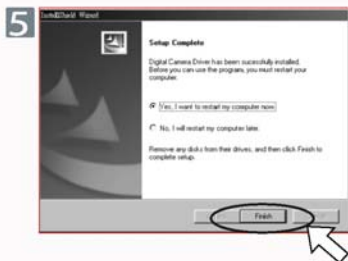 5
InstallShield Wizard
Setup Complete
Digital Camera Driver has been successfully installed.
Before you can use the program, you must restart your
computer.
Yes, I want to restart my computer now.
No, I will restart my computer later.
Remove any disks from their drives, and then click Finish to
complete setup.
Finish